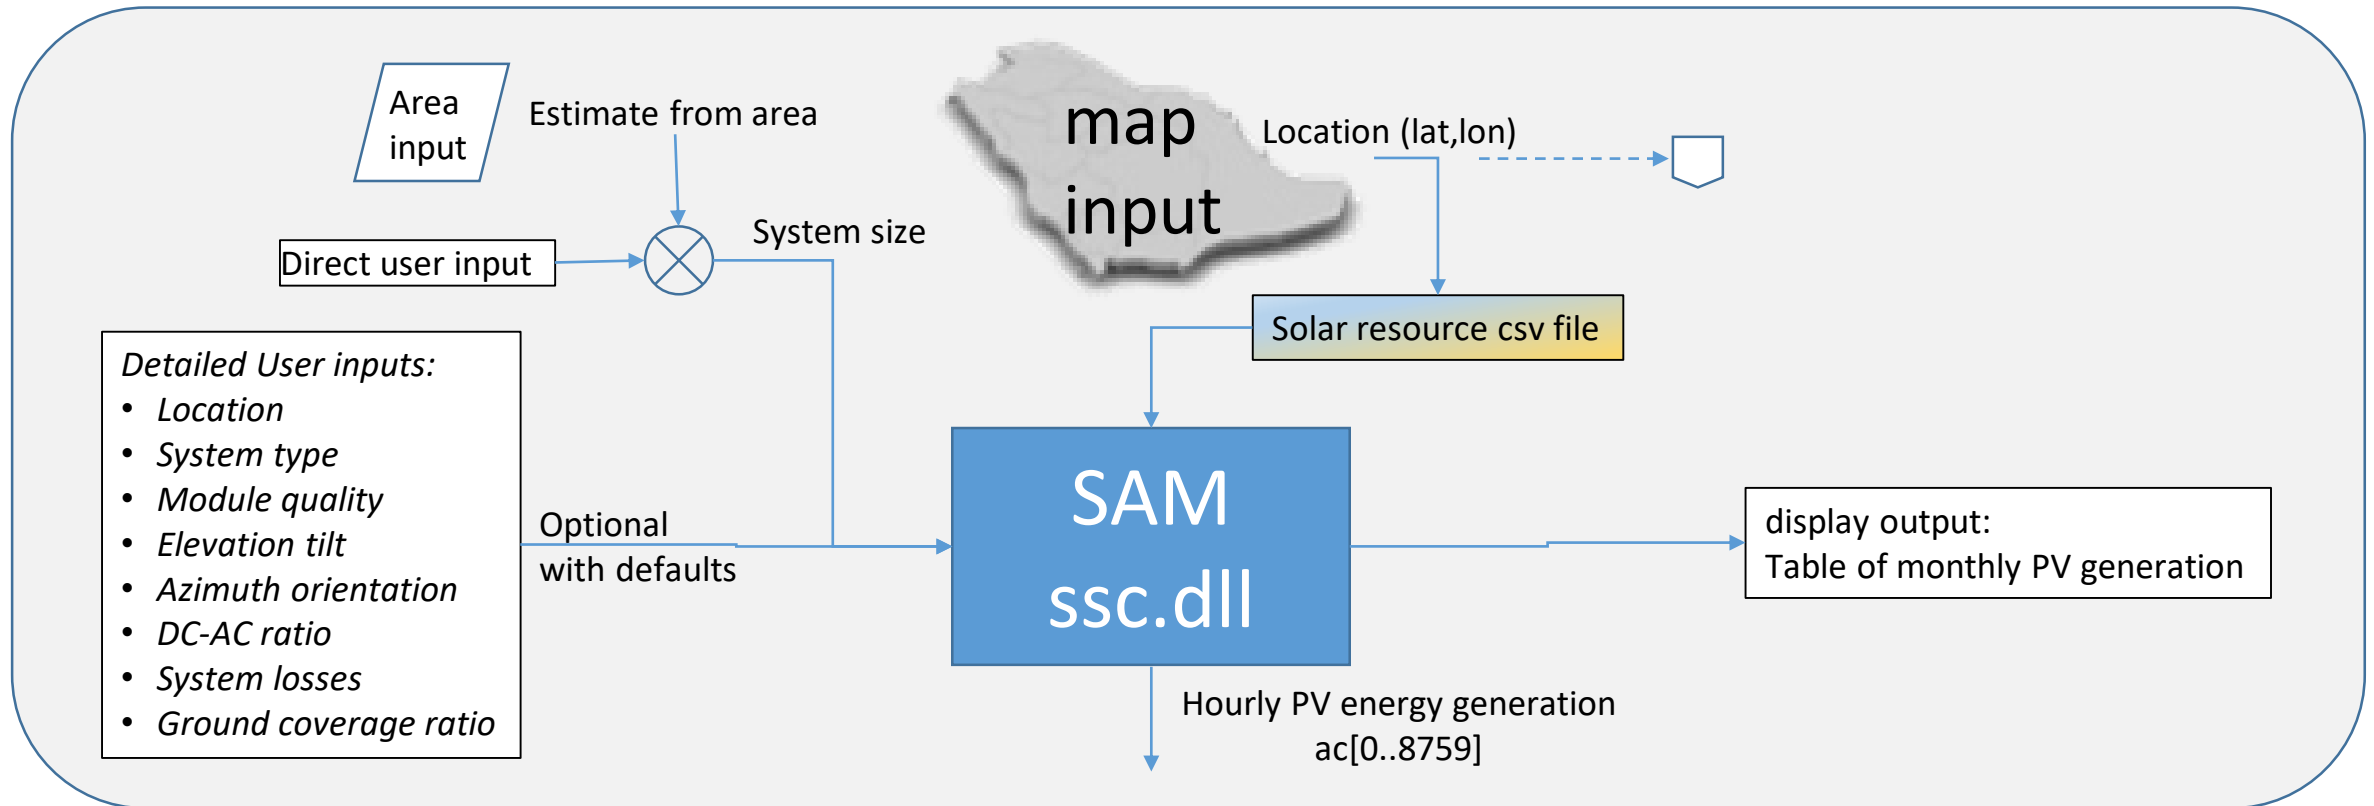 Area
input
Estimate from area
map
input
Location (lat,lon)
Direct user input
System size
Solar resource csv file
Detailed User inputs:
• Location
• System type
• Module quality
• Elevation tilt
• Azimuth orientation
• DC-AC ratio
• System losses
• Ground coverage ratio
Optional
with defaults
SAM
ssc.dll
display output:
Table of monthly PV generation
Hourly PV energy generation
ac[0..8759]